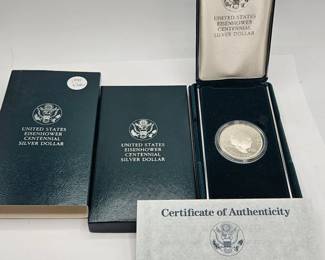 UNITED STATES
EISENHOWER
CENTENNIAL
SILVER DOLLAR
UNITED STATES
EISENHOWER
CENTENNIAL
SILVER DOLLAR
UNITED STATES
EISENHOWER
CENTENNIAL
SILVER DOLLAR
Certificate of Authenticity